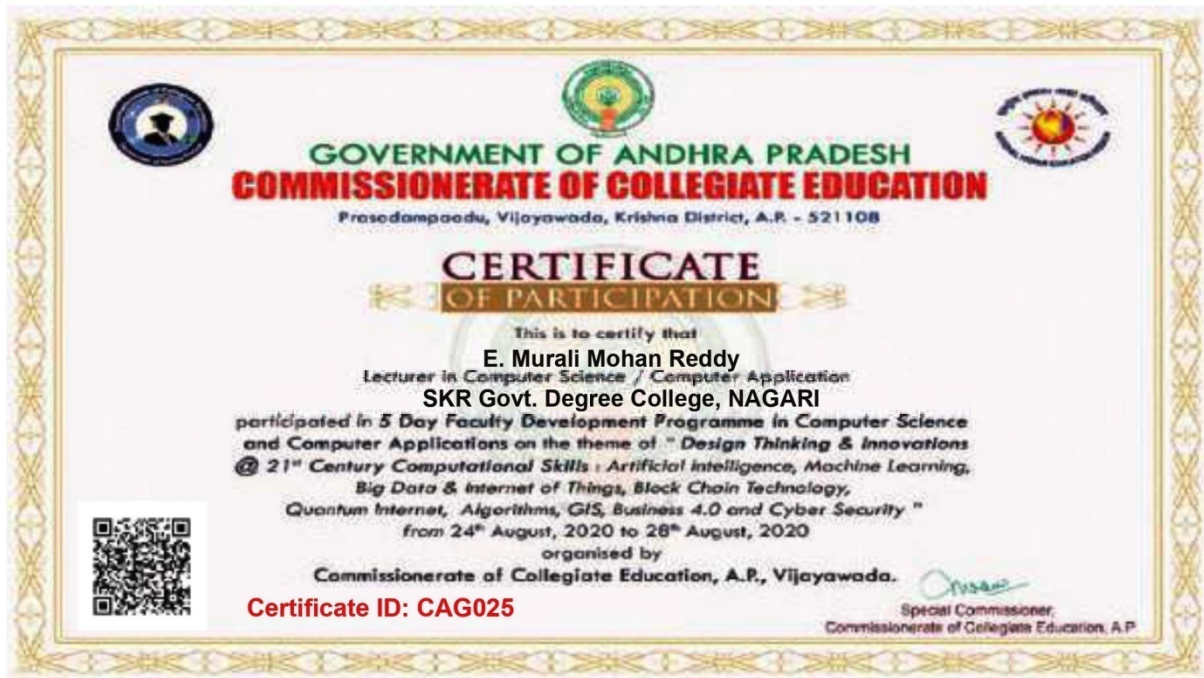 GOVERNMENT OF ANDHRA PRADESH
COMMISSIONERATE OF COLLEGIATE EDUCATION
Prasadampaadu, Vijayawada, Krishna District, A.P. - 521108
CERTIFICATE
OF PARTICIPATION
This is to certify that
E. Murali Mohan Reddy
Lecturer in Computer Science / Computer Application
SKR Govt. Degree College, NAGARI
participated in 5 Day Faculty Development Programme in Computer Science
and Computer Applications on the theme of " Design Thinking & Innovations
@ 21st Century Computational Skills : Artificial Intelligence, Machine Learning,
Big Data & Internet of Things, Block Chain Technology,
Quantum Internet, Algorithms, GIS, Business 4.0 and Cyber Security "
from 24th August, 2020 to 28th August, 2020
organised by
Commissionerate of Collegiate Education, A.P., Vijayawada.
Certificate ID: CAG025
Special Commissioner,
Commissionerate of Collegiate Education, A.P